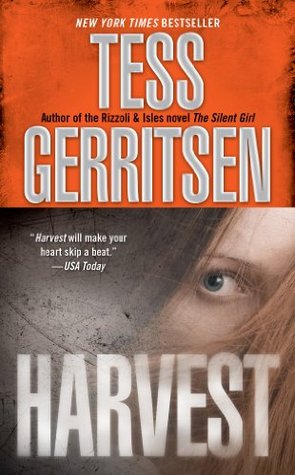 NEW YORK TIMES BESTSELLER
TESS
Author of the Rizzoli & Isles novel The Silent Girl
GERRITSEN
"Harvest will make your
heart skip a beat."
—USA Today
HARVEST